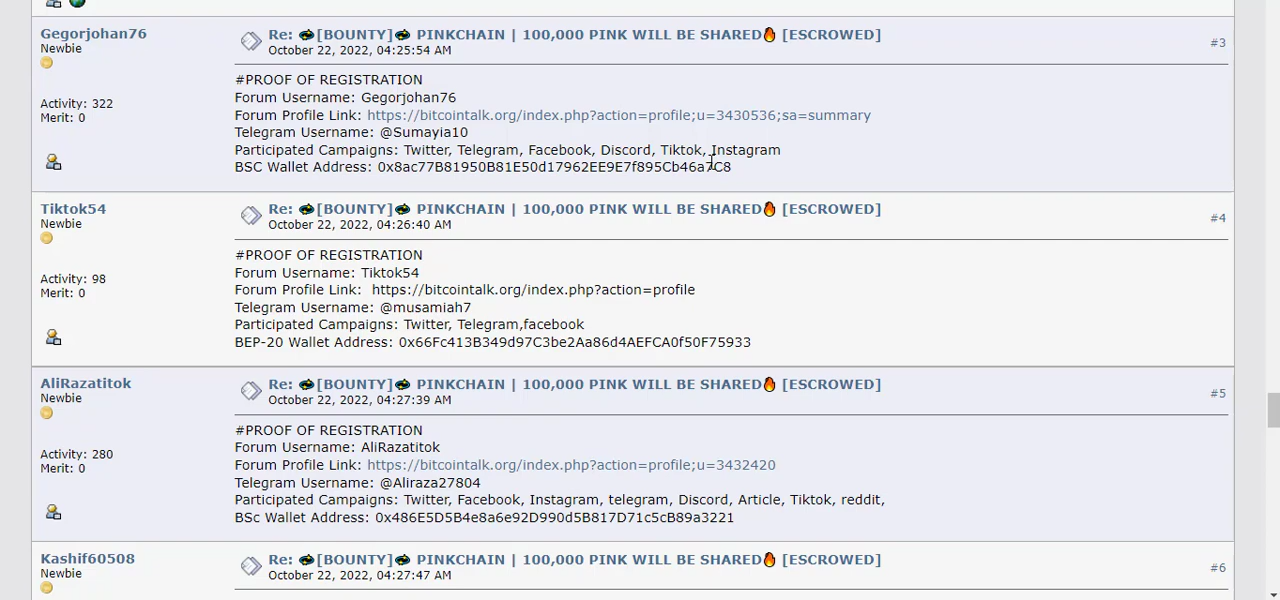 Gegorjohan76
Newbie
Activity: 322
Merit: 0
Re: [BOUNTY] PINKCHAIN | 100,000 PINK WILL BE SHARED🔥 [ESCROWED]
October 22, 2022, 04:25:54 AM
#3
#PROOF OF REGISTRATION
Forum Username: Gegorjohan76
Forum Profile Link: https://bitcointalk.org/index.php?action=profile;u=3430536;sa=summary
Telegram Username: @Sumayia10
Participated Campaigns: Twitter, Telegram, Facebook, Discord, Tiktok, Instagram
BSC Wallet Address: 0x8ac77B81950B81E50d17962EE9E7f895Cb46a7C8
Tiktok54
Newbie
Activity: 98
Merit: 0
Re: [BOUNTY] PINKCHAIN | 100,000 PINK WILL BE SHARED🔥 [ESCROWED]
October 22, 2022, 04:26:40 AM
#4
#PROOF OF REGISTRATION
Forum Username: Tiktok54
Forum Profile Link:  https://bitcointalk.org/index.php?action=profile
Telegram Username: @musamiah7
Participated Campaigns: Twitter, Telegram,facebook
BEP-20 Wallet Address: 0x66Fc413B349d97C3be2Aa86d4AEFCA0f50F75933
AliRazatitok
Newbie
Activity: 280
Merit: 0
Re: [BOUNTY] PINKCHAIN | 100,000 PINK WILL BE SHARED🔥 [ESCROWED]
October 22, 2022, 04:27:39 AM
#5
#PROOF OF REGISTRATION
Forum Username: AliRazatitok
Forum Profile Link: https://bitcointalk.org/index.php?action=profile;u=3432420
Telegram Username: @Aliraza27804
Participated Campaigns: Twitter, Facebook, Instagram, telegram, Discord, Article, Tiktok, reddit,
BSc Wallet Address: 0x486E5D5B4e8a6e92D990d5B817D71c5cB89a3221
Kashif60508
Newbie
Re: [BOUNTY] PINKCHAIN | 100,000 PINK WILL BE SHARED🔥 [ESCROWED]
October 22, 2022, 04:27:47 AM
#6